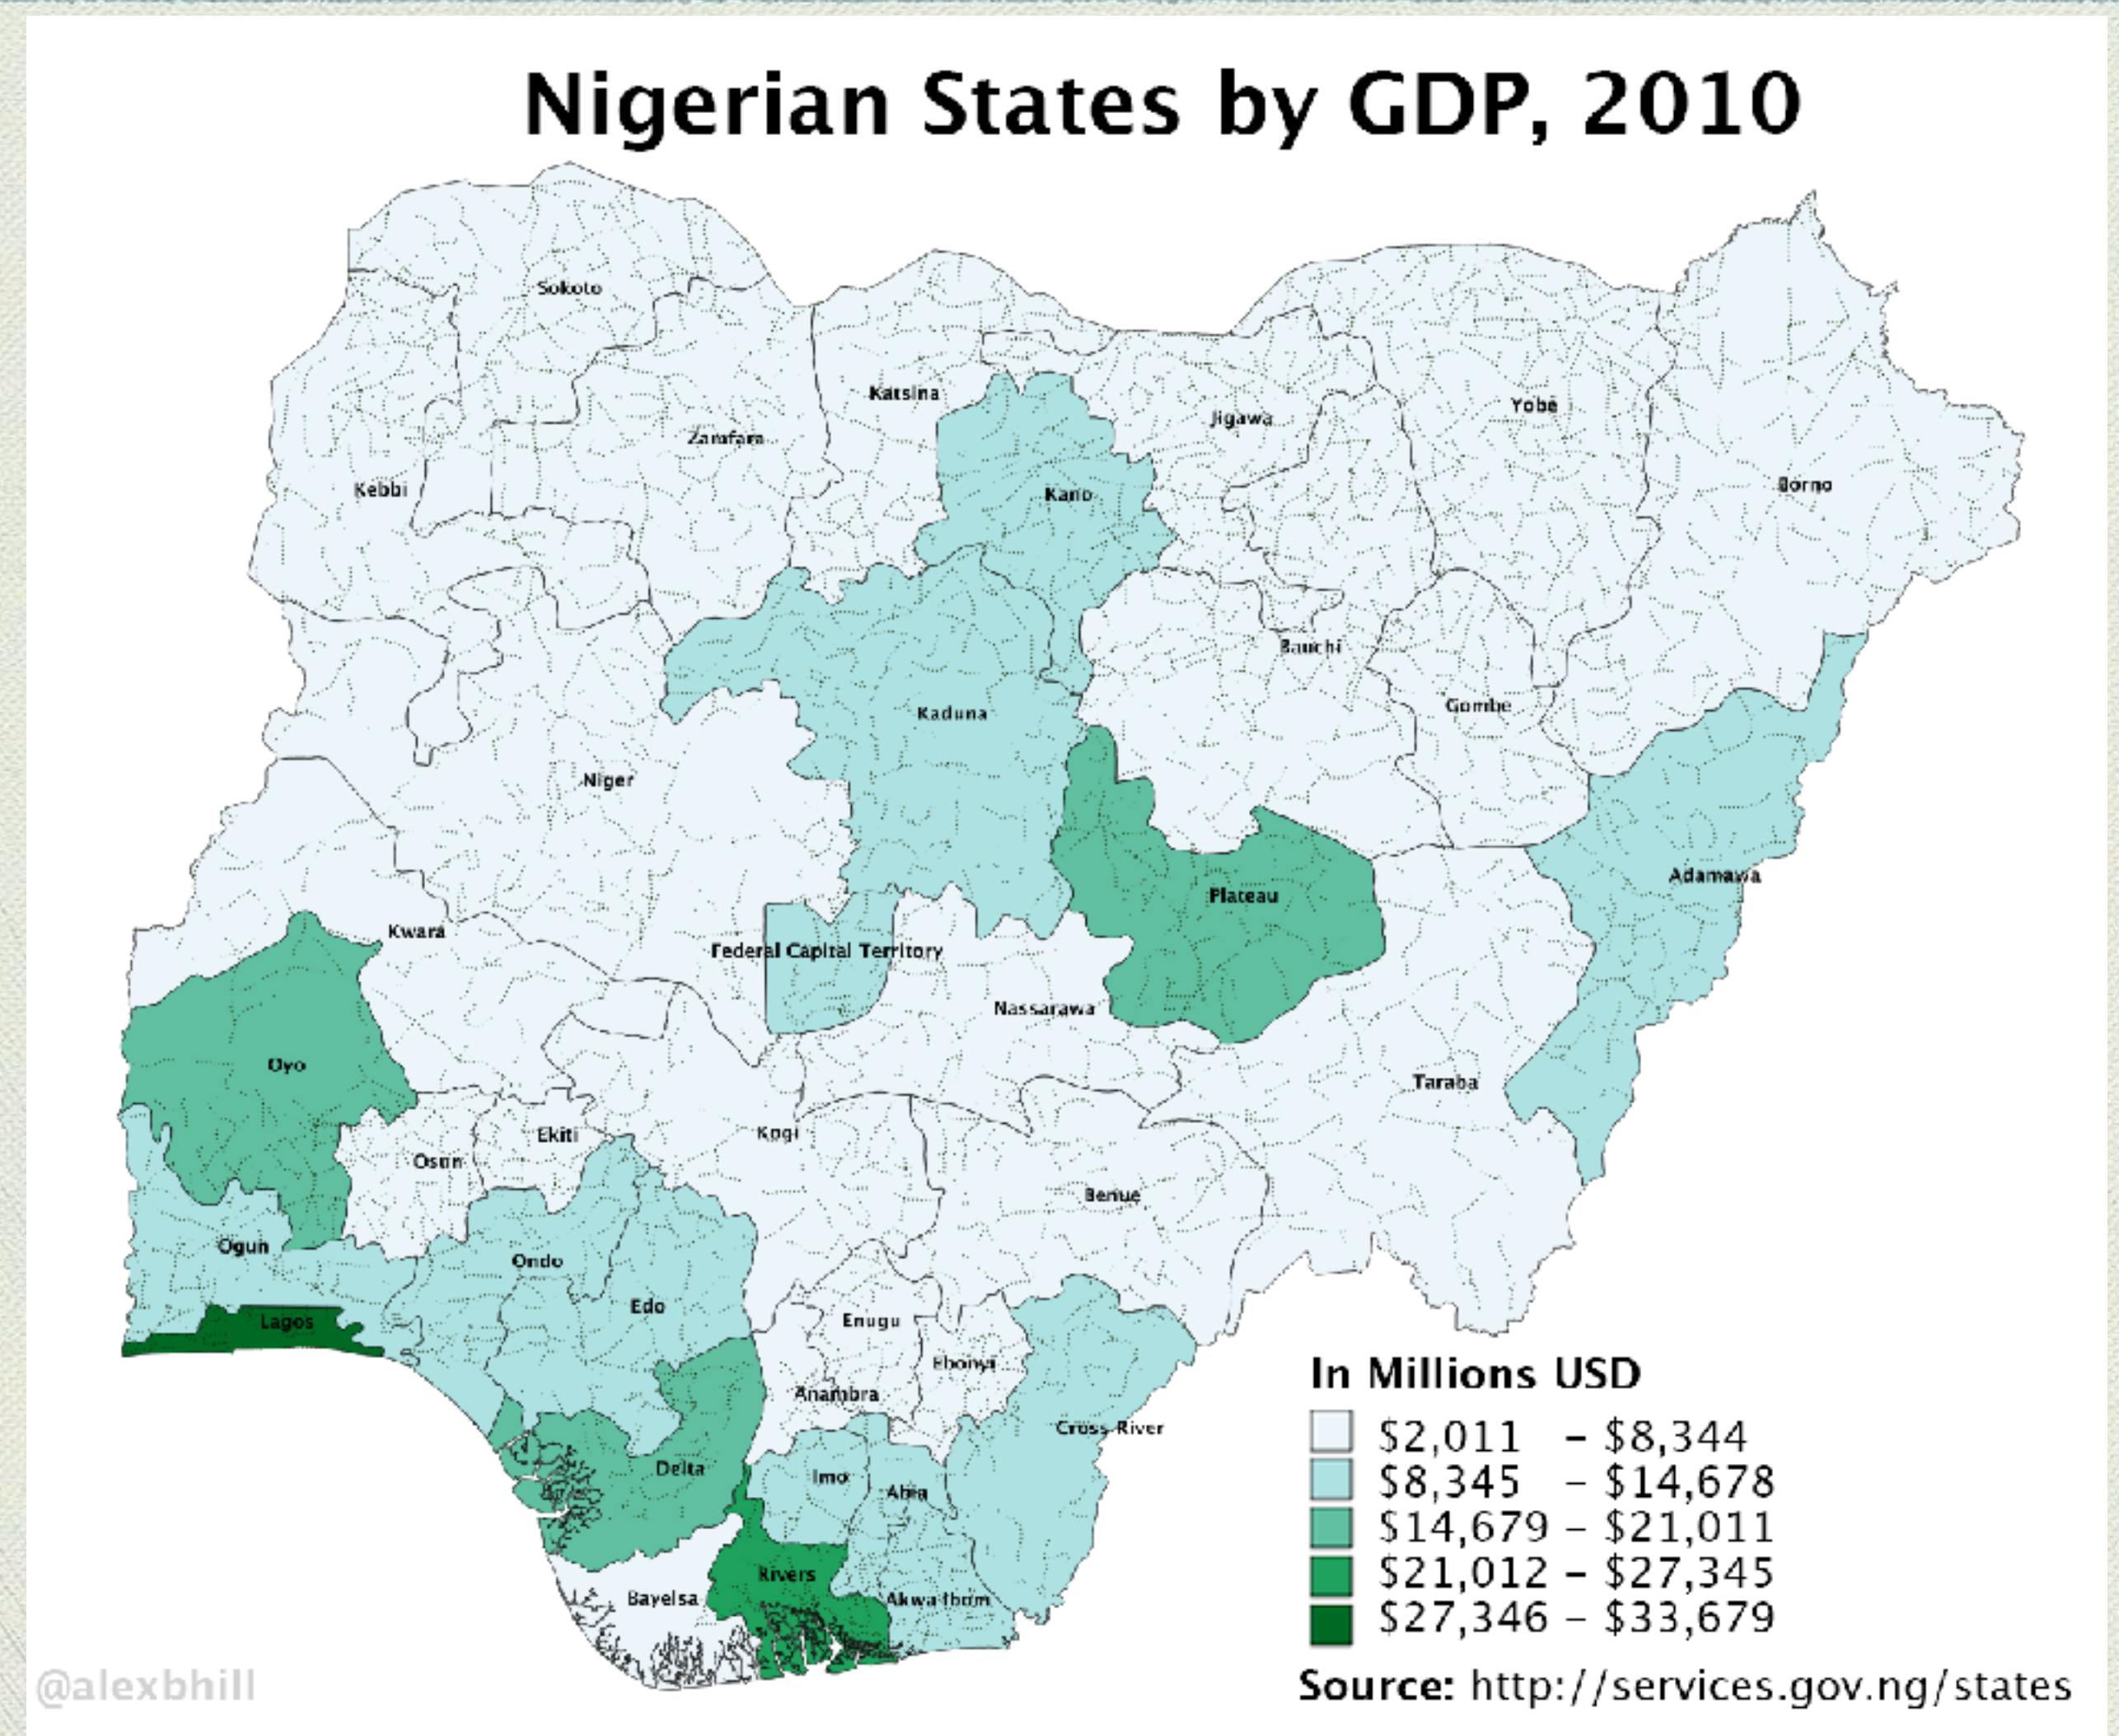 Nigerian States by GDP, 2010
Sokoto
Katsina
Jigawa
Yobe
Zamfara
Kebbi
Kano
Borno
Bauchi
Gombe
Kaduna
Niger
Adamawa
Plateau
Kwara
Federal Capital Territory
Nassarawa
Oyo
Taraba
Ekiti
Kogi
Osun
Benue
Ogun
Ondo
Edo
Lagos
Enugu
Ebonyi
Anambra
Cross River
Delta
Imo
Abia
Rivers
Bayelsa
Akwa Ibom
In Millions USD
$2,011 – $8,344
$8,345 – $14,678
$14,679 – $21,011
$21,012 – $27,345
$27,346 – $33,679
Source: http://services.gov.ng/states
@alexbhill